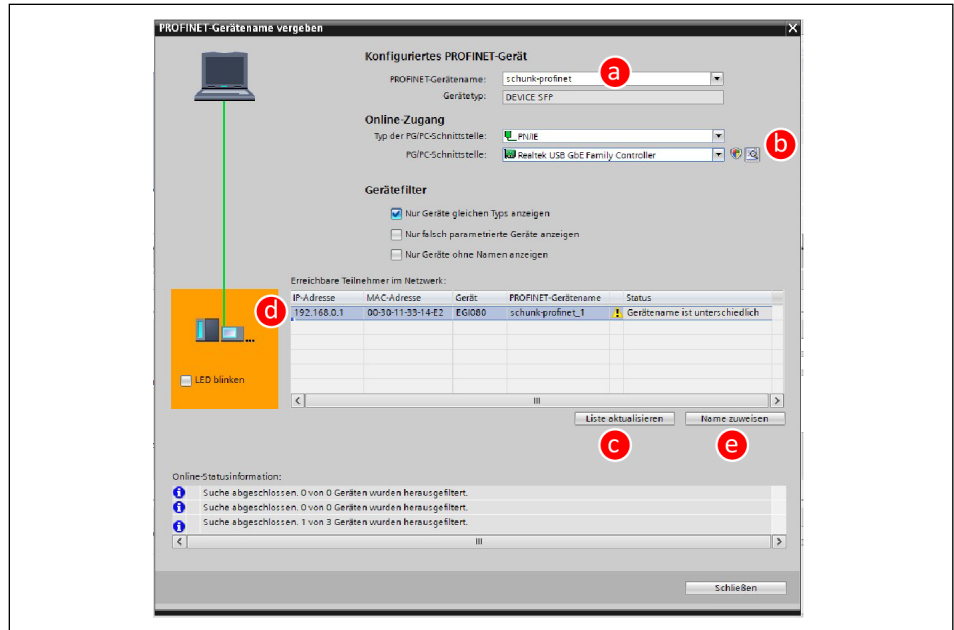 PROFINET-Gerätename vergeben
Konfiguriertes PROFINET-Gerät
PROFINET-Gerätename: schunk-profinet
a
Gerätetyp: DEVICE SFP
Online-Zugang
Typ der PG/PC-Schnittstelle: PN/IE
PG/PC-Schnittstelle: Realtek USB GbE Family Controller
b
Gerätefilter
Nur Geräte gleichen Typs anzeigen
Nur falsch parametrierte Geräte anzeigen
Nur Geräte ohne Namen anzeigen
Erreichbare Teilnehmer im Netzwerk:
IP-Adresse MAC-Adresse Gerät PROFINET-Gerätename Status
d
192.168.0.1 00-30-11-33-14-E2 EGI080 schunk-profinet_1 Gerätename ist unterschiedlich
...
LED blinken
Liste aktualisieren Name zuweisen
c e
Online-Statusinformation:
Suche abgeschlossen. 0 von 0 Geräten wurden herausgefiltert.
Suche abgeschlossen. 0 von 0 Geräten wurden herausgefiltert.
Suche abgeschlossen. 1 von 3 Geräten wurden herausgefiltert.
Schließen